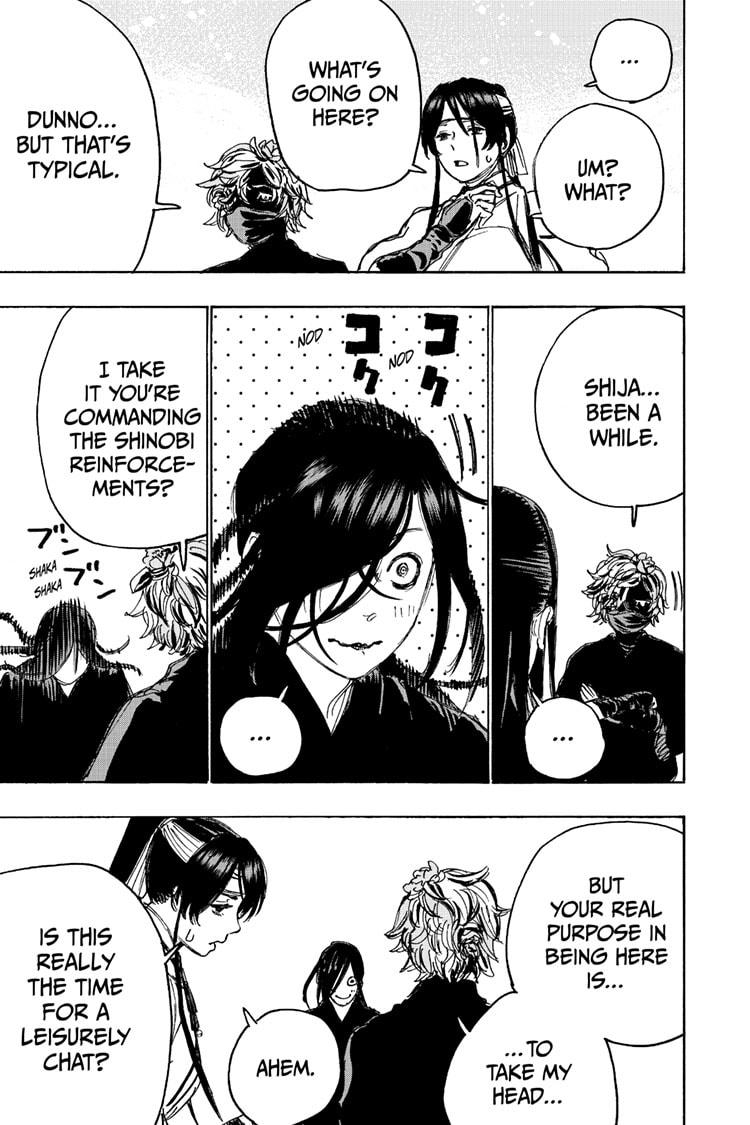 ...
UM?
WHAT?
WHAT'S
GOING ON
HERE?
DUNNO...
BUT THAT'S
TYPICAL.
SHIJA...
BEEN A
WHILE.
...
コク
NOD
コク
NOD
...
I TAKE
IT YOU'RE
COMMANDING
THE SHINOBI
REINFORCE-
MENTS?
ブン
SHAKA
ブン
SHAKA
BUT
YOUR REAL
PURPOSE IN
BEING HERE
IS...
...TO
TAKE MY
HEAD...
AHEM.
IS THIS
REALLY
THE TIME
FOR A
LEISURELY
CHAT?